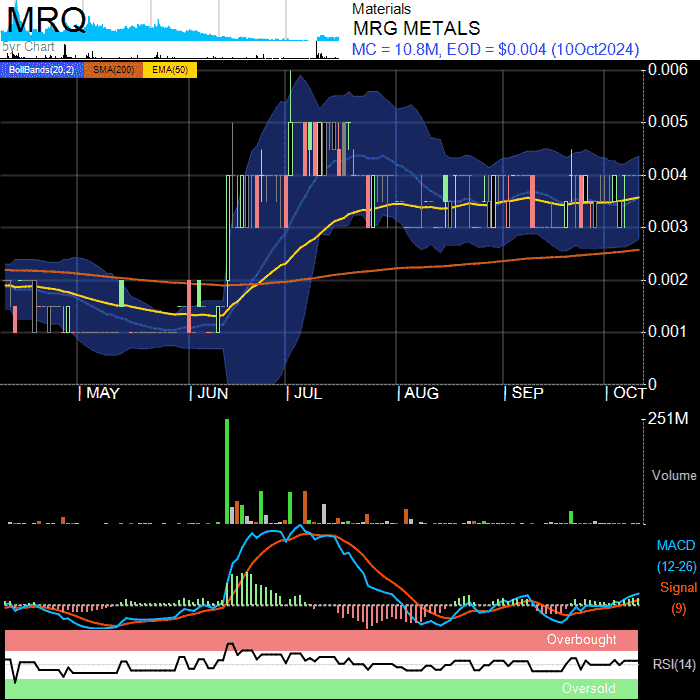 MRQ
5yr Chart
Materials
MRG METALS
MC = 10.8M, EOD = $0.004 (10Oct2024)
BollBands(20,2) SMA(200) EMA(50)
0.006
0.005
0.004
0.003
0.002
0.001
0
| MAY | JUN | JUL | AUG | SEP | OCT
251M
Volume
MACD
(12-26)
Signal
(9)
Overbought
RSI(14)
Oversold